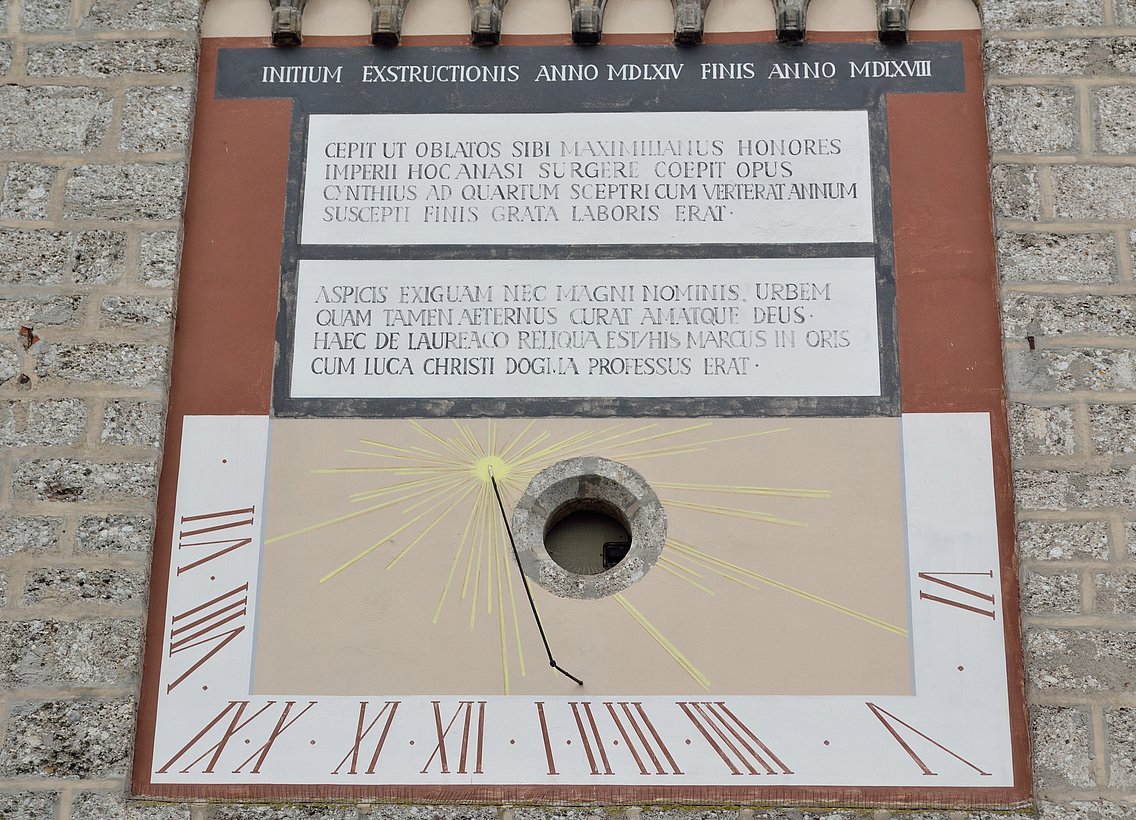 INITIUM EXSTRUCTIONIS ANNO MDLXIV FINIS ANNO MDLXVIII
CEPIT UT OBLATOS SIBI MAXIMILIANUS HONORES
IMPERII HOC ANASI SURGERE COEPIT OPUS
CYNTHIUS AD QUARTUM SCEPTRI CUM VERTERAT ANNUM
SUSCEPTI FINIS GRATA LABORIS ERAT·
ASPICIS EXIGUAM NEC MAGNI NOMINIS, URBEM
QUAM TAMEN AETERNUS CURAT AMATQUE DEUS·
HAEC DE LAUREACO RELIQUA EST/HIS MARCUS IN ORIS
CUM LUCA CHRISTI DOGMA PROFESSUS ERAT·
VII
VIII
VI
IX · X · XI · XII · I · II · III · IIII · V